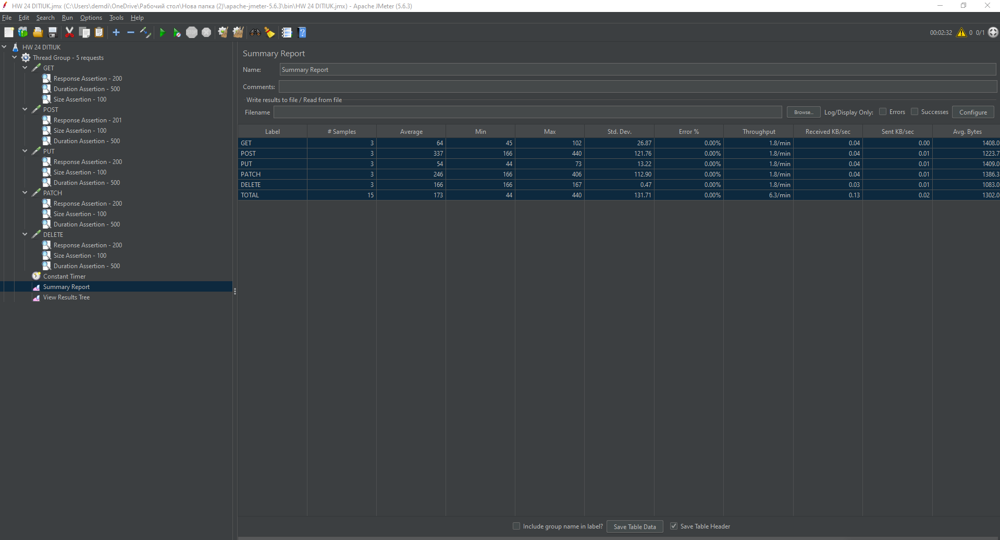 HW 24 DITIUK.jmx (C:\Users\demdi\OneDrive\Рабочий стол\Нова папка (2)\apache-jmeter-5.6.3\bin\HW 24 DITIUK.jmx) - Apache JMeter (5.6.3)
File Edit Search Run Options Tools Help
STOP 00:02:32 0 0/1
HW 24 DITIUK
Thread Group - 5 requests
GET
Response Assertion - 200
Duration Assertion - 500
Size Assertion - 100
POST
Response Assertion - 201
Size Assertion - 100
Duration Assertion - 500
PUT
Response Assertion - 200
Size Assertion - 100
Duration Assertion - 500
PATCH
Response Assertion - 200
Size Assertion - 100
Duration Assertion - 500
DELETE
Response Assertion - 200
Size Assertion - 100
Duration Assertion - 500
Constant Timer
Summary Report
View Results Tree
Summary Report
Name: Summary Report
Comments:
Write results to file / Read from file
Filename Browse... Log/Display Only: Errors Successes Configure
Label # Samples Average Min Max Std. Dev. Error % Throughput Received KB/sec Sent KB/sec Avg. Bytes
GET 3 64 45 102 26.87 0.00% 1.8/min 0.04 0.00 1408.0
POST 3 337 166 440 121.76 0.00% 1.8/min 0.04 0.01 1223.7
PUT 3 54 44 73 13.22 0.00% 1.8/min 0.04 0.01 1409.0
PATCH 3 246 166 406 112.90 0.00% 1.8/min 0.04 0.01 1386.3
DELETE 3 166 166 167 0.47 0.00% 1.8/min 0.03 0.01 1083.0
TOTAL 15 173 44 440 131.71 0.00% 6.3/min 0.13 0.02 1302.0
Include group name in label? Save Table Data Save Table Header